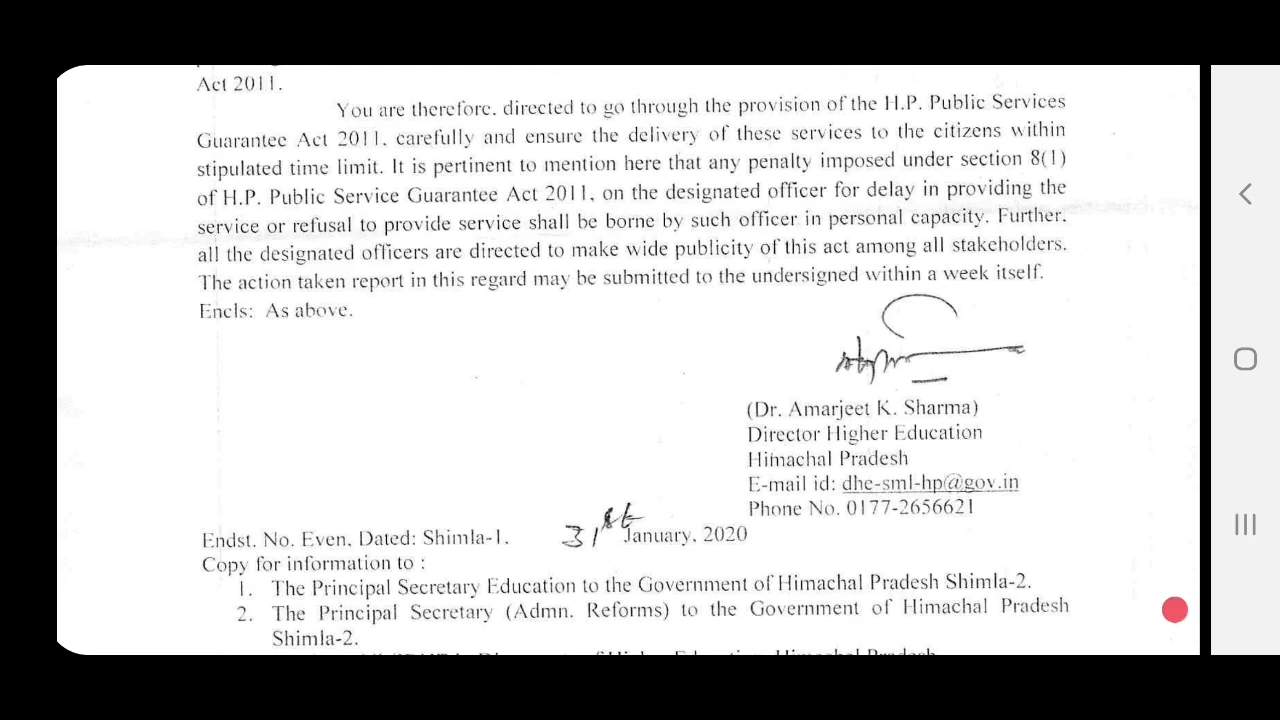 Act 2011.
You are therefore. directed to go through the provision of the H.P. Public Services
Guarantee Act 2011. carefully and ensure the delivery of these services to the citizens within
stipulated time limit. It is pertinent to mention here that any penalty imposed under section 8(1)
of H.P. Public Service Guarantee Act 2011, on the designated officer for delay in providing the
service or refusal to provide service shall be borne by such officer in personal capacity. Further.
all the designated officers are directed to make wide publicity of this act among all stakeholders.
The action taken report in this regard may be submitted to the undersigned within a week itself.
Encls: As above.
(Dr. Amarjeet K. Sharma)
Director Higher Education
Himachal Pradesh
E-mail id: dhe-sml-hp@gov.in
Phone No. 0177-2656621
Endst. No. Even, Dated: Shimla-1. 31st January, 2020
Copy for information to :
1. The Principal Secretary Education to the Government of Himachal Pradesh Shimla-2.
2. The Principal Secretary (Admn. Reforms) to the Government of Himachal Pradesh
Shimla-2.